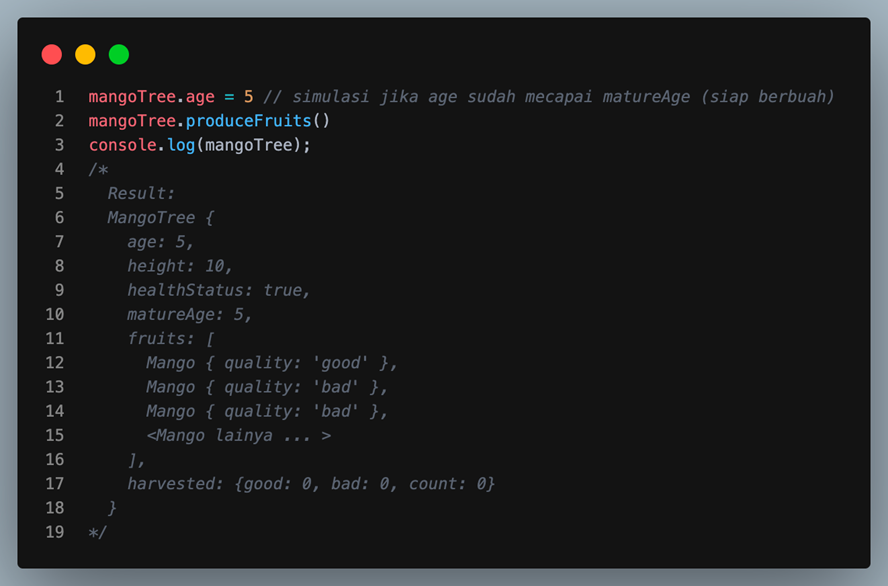 1 mangoTree.age = 5 // simulasi jika age sudah mecapai matureAge (siap berbuah)
2 mangoTree.produceFruits()
3 console.log(mangoTree);
4 /*
5   Result:
6   MangoTree {
7     age: 5,
8     height: 10,
9     healthStatus: true,
10     matureAge: 5,
11     fruits: [
12       Mango { quality: 'good' },
13       Mango { quality: 'bad' },
14       Mango { quality: 'bad' },
15       <Mango lainya ... >
16     ],
17     harvested: {good: 0, bad: 0, count: 0}
18   }
19 */